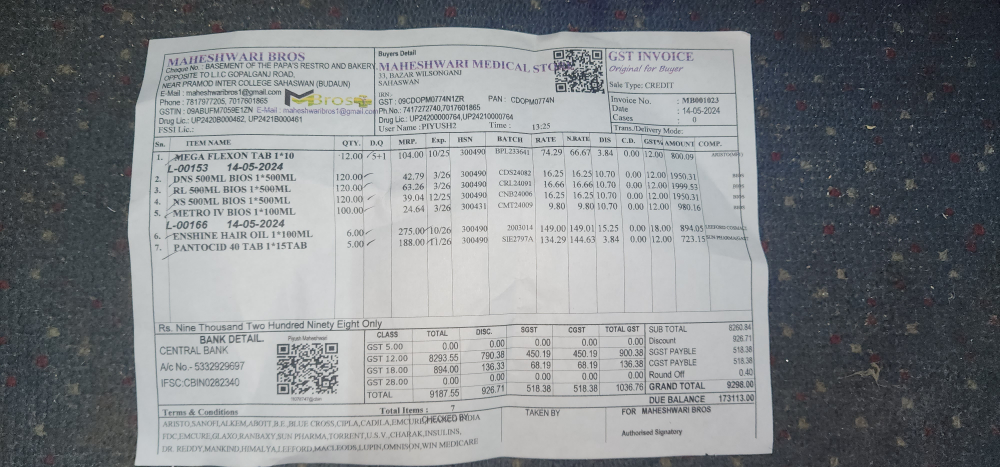 MAHESHWARI BROS
Cheque No : BASEMENT OF THE PAPA'S RESTRO AND BAKERY
OPPOSITE TO L.I.C GOPALGANJ ROAD,
NEAR PRAMOD INTER COLLEGE SAHASWAN (BUDAUN)
E-Mail : maheshwaribros1@gmail.com
Phone : 7817977205, 7017601865
GSTIN : 09ABUFM7059E1ZN E-Mail : maheshwaribros1@gmail.com
Drug Lic.: UP2420B000462, UP2421B000461
FSSI Lic.:
MBros
Buyers Detail
MAHESHWARI MEDICAL STO
33, BAZAR WILSONGANJ
SAHASWAN
IRN-
GST : 09CDOPM0774N1ZR PAN : CDOPM0774N
Ph.No.: 7417272740,7017601865
Drug Lic.: UP24200000764,UP24210000764
User Name : PIYUSH2 Time : 13:25
GST INVOICE
Original for Buyer
Sale Type: CREDIT
Invoice No. : MB001023
Date : 14-05-2024
Cases : 0
Trans./Delivery Mode:
Sn. ITEM NAME QTY. D.Q MRP. Exp. HSN BATCH RATE N.RATE DIS C.D. GST% AMOUNT COMP.
1. MEGA FLEXON TAB 1*10 12.00 5+1 104.00 10/25 300490 BPL233641 74.29 66.67 3.84 0.00 12.00 800.09
L-00153 14-05-2024
2. DNS 500ML BIOS 1*500ML 120.00 42.79 3/26 300490 CDS24082 16.25 16.25 10.70 0.00 12.00 1950.31 BIOS
3. RL 500ML BIOS 1*500ML 120.00 63.26 3/26 300490 CRL24091 16.66 16.66 10.70 0.00 12.00 1999.53 BIOS
4. NS 500ML BIOS 1*500ML 120.00 39.04 12/25 300490 CNB24006 16.25 16.25 10.70 0.00 12.00 1950.31 BIOS
5. METRO IV BIOS 1*100ML 100.00 24.64 3/26 300431 CMT24009 9.80 9.80 10.70 0.00 12.00 980.16 BIOS
L-00166 14-05-2024
6. ENSHINE HAIR OIL 1*100ML 6.00 275.00 10/26 300490 2003014 149.00 149.01 15.25 0.00 18.00 894.05
7. PANTOCID 40 TAB 1*15TAB 5.00 188.00 11/26 300490 SIE2797A 134.29 144.63 3.84 0.00 12.00 723.15
Rs. Nine Thousand Two Hundred Ninety Eight Only
BANK DETAIL.
CENTRAL BANK
A/c No.- 5332929697
IFSC:CBIN0282340
CLASS TOTAL DISC. SGST CGST TOTAL GST
GST 5.00 0.00 0.00 0.00 0.00 0.00
GST 12.00 8293.55 790.38 450.19 450.19 900.38
GST 18.00 894.00 136.33 68.19 68.19 136.38
GST 28.00 0.00 0.00 0.00 0.00 0.00
TOTAL 9187.55 926.71 518.38 518.38 1036.76
SUB TOTAL 8260.84
Discount 926.71
SGST PAYBLE 518.38
CGST PAYBLE 518.38
Round Off 0.40
GRAND TOTAL 9298.00
DUE BALANCE 173113.00
Terms & Conditions
Total Items : 7
CHECKED BY
TAKEN BY
FOR MAHESHWARI BROS
Authorised Signatory
ARISTO,SANOFI,ALKEM,ABOTT,B.E,BLUE CROSS,CIPLA,CADILA,EMCURE,FRANCO INDIA
FDC,EMCURE,GLAXO,RANBAXY,SUN PHARMA,TORRENT,U.S.V.,CHARAK,INSULINS,
DR. REDDY,MANKIND,HIMALYA,LEEFORD,MACLEODS,LUPIN,OMNISON,WIN MEDICARE